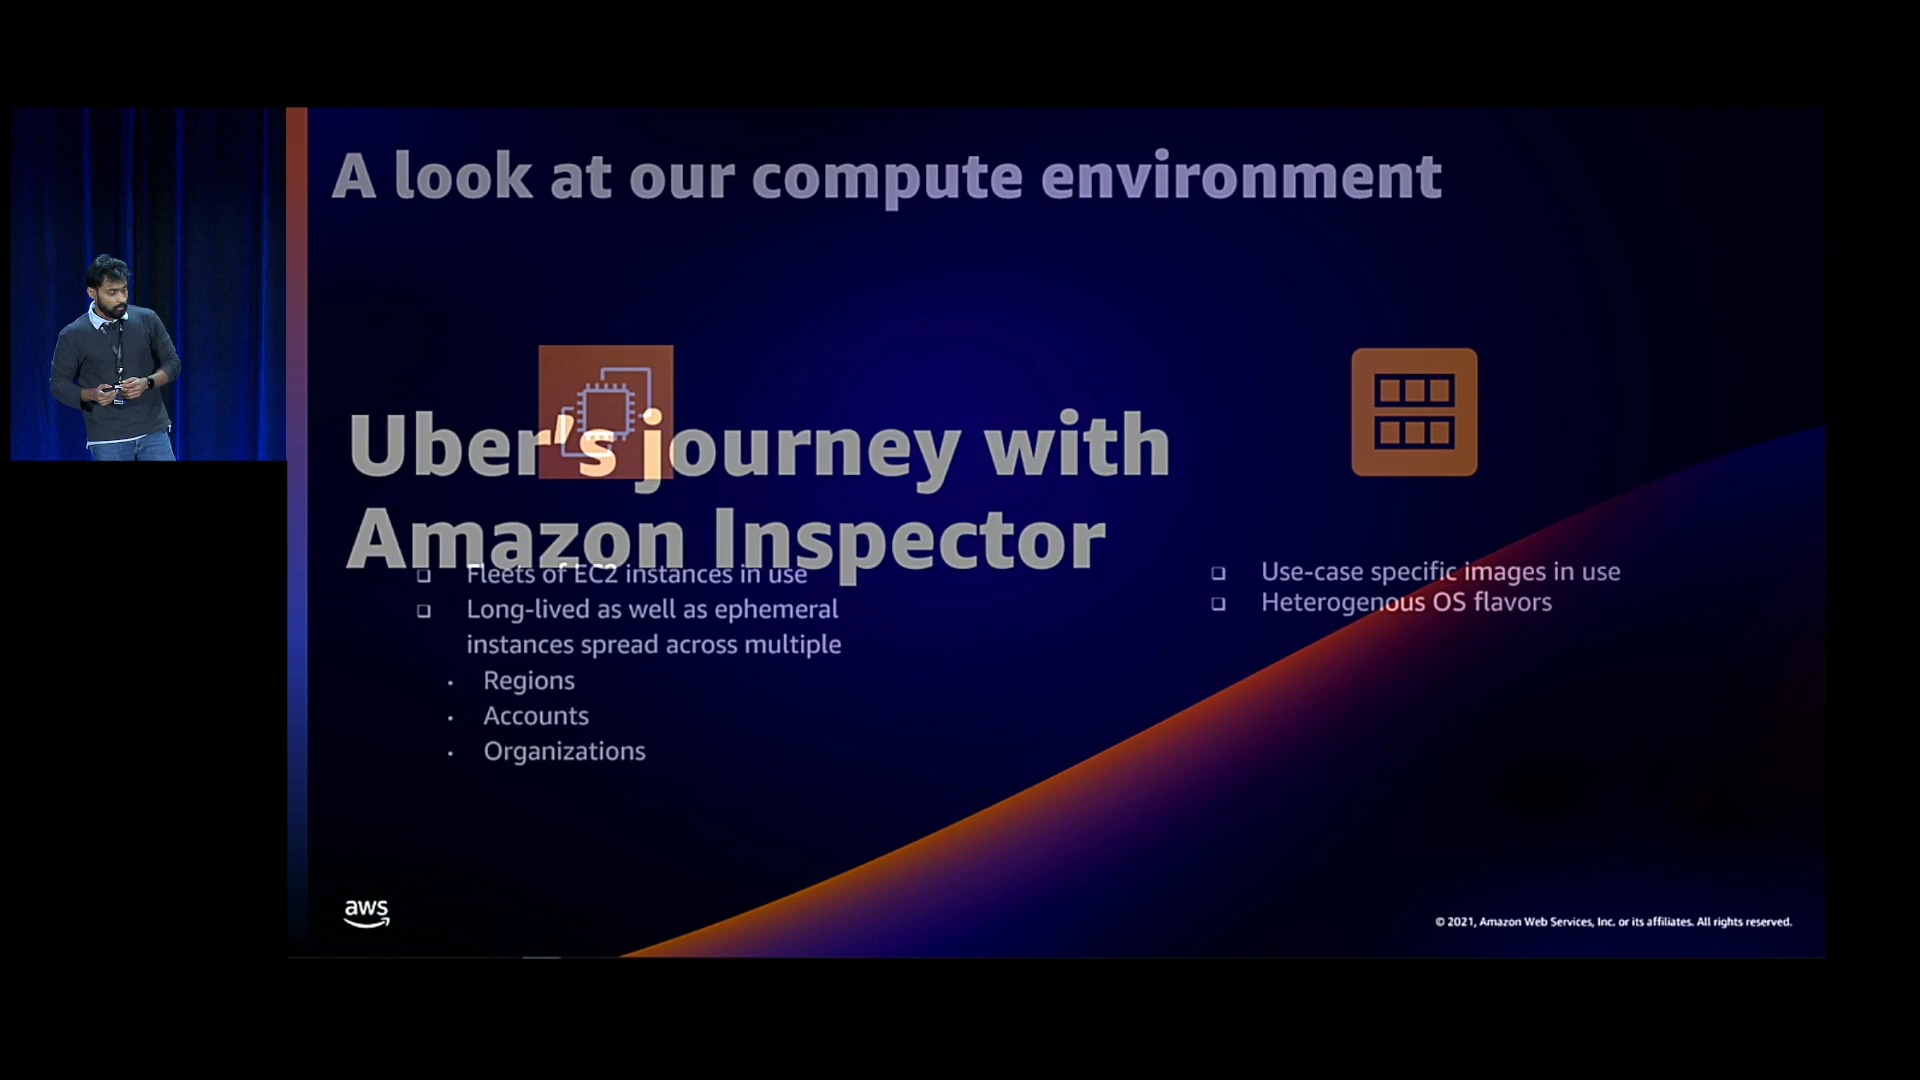 A look at our compute environment
Uber's journey with
Amazon Inspector
❑ Fleets of EC2 instances in use
❑ Long-lived as well as ephemeral
instances spread across multiple
• Regions
• Accounts
• Organizations
❑ Use-case specific images in use
❑ Heterogenous OS flavors
aws
© 2021, Amazon Web Services, Inc. or its affiliates. All rights reserved.